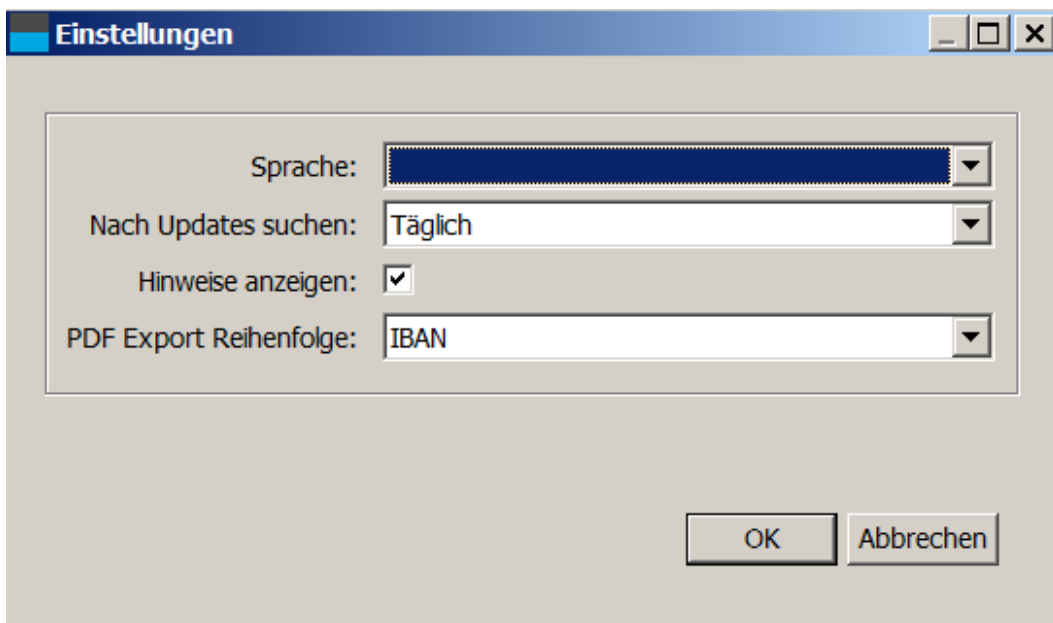 Einstellungen
Sprache:
Nach Updates suchen: Täglich
Hinweise anzeigen:
PDF Export Reihenfolge: IBAN
OK Abbrechen